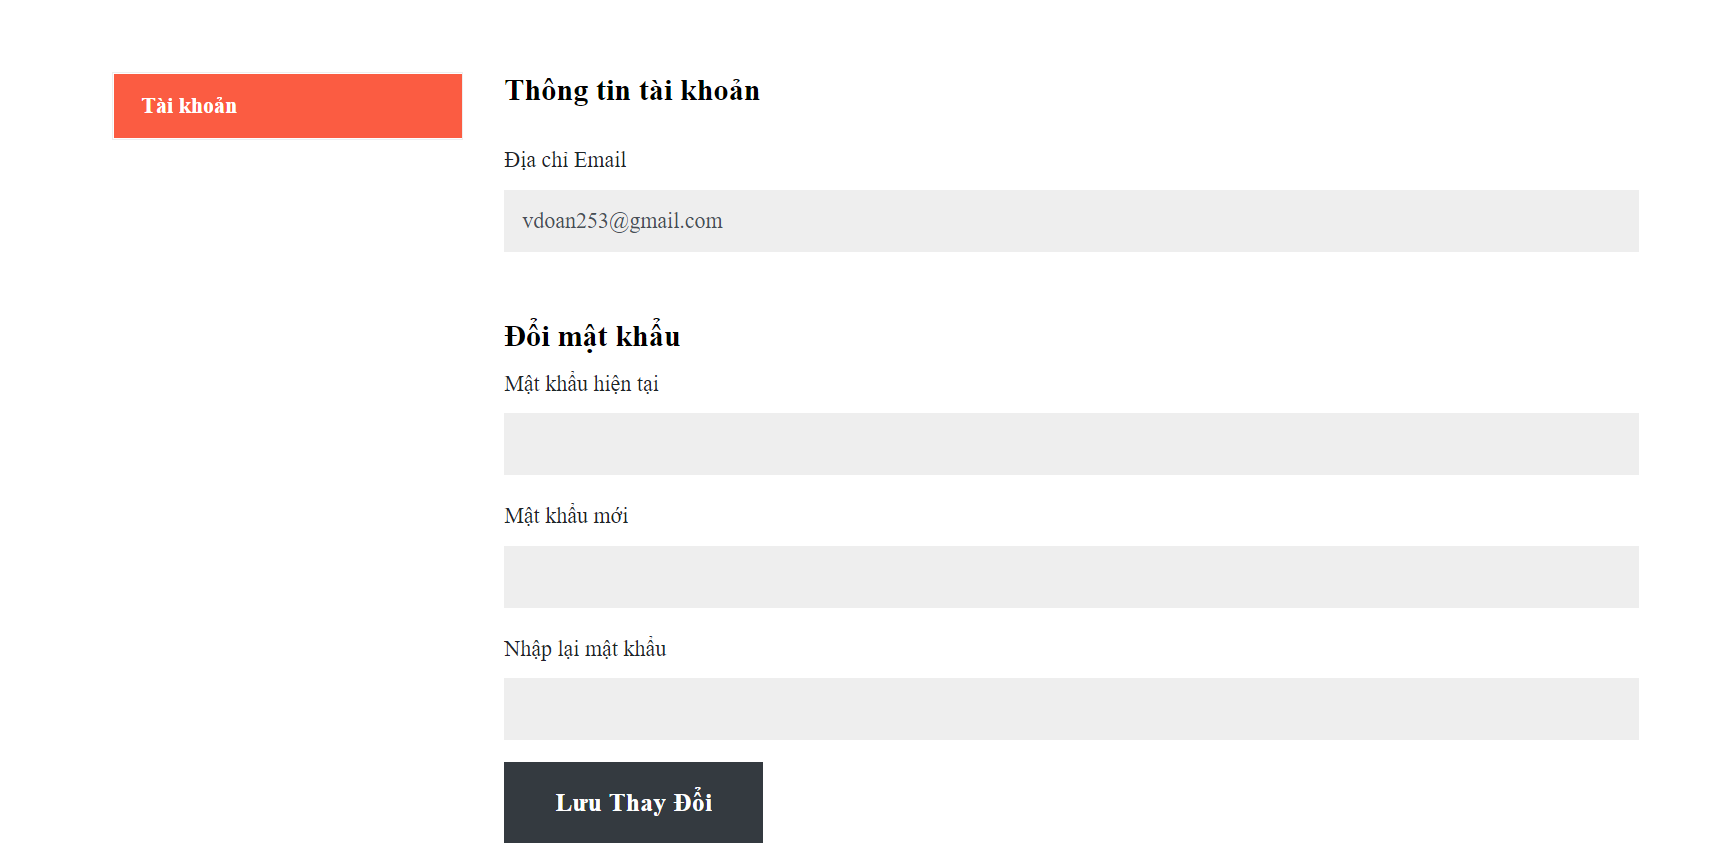 Tài khoản
Thông tin tài khoản
Địa chỉ Email
vdoan253@gmail.com
Đổi mật khẩu
Mật khẩu hiện tại
Mật khẩu mới
Nhập lại mật khẩu
Lưu Thay Đổi